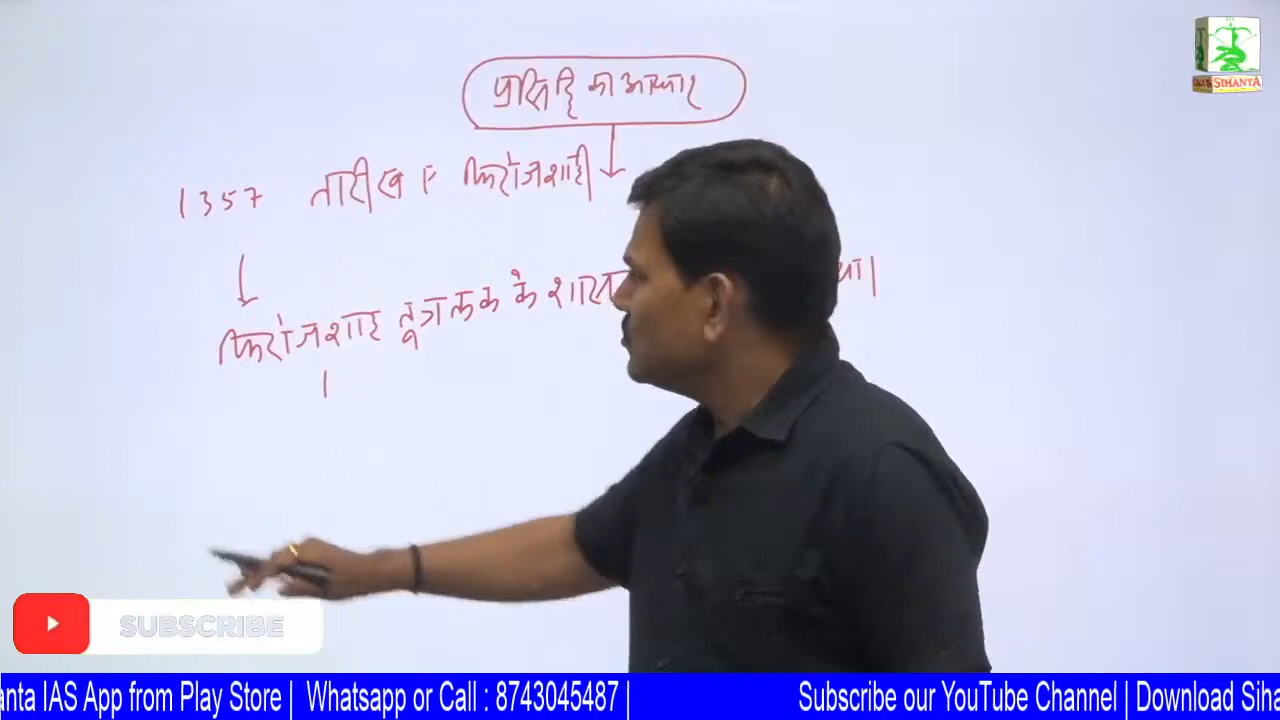 SIHANTA
प्रसिद्दि का आधार
1357 तारीख ए फिरोजशाही
फिरोजशाह तुगलक के शास था।
SUBSCRIBE
anta IAS App from Play Store | Whatsapp or Call : 8743045487 | Subscribe our YouTube Channel | Download Siha